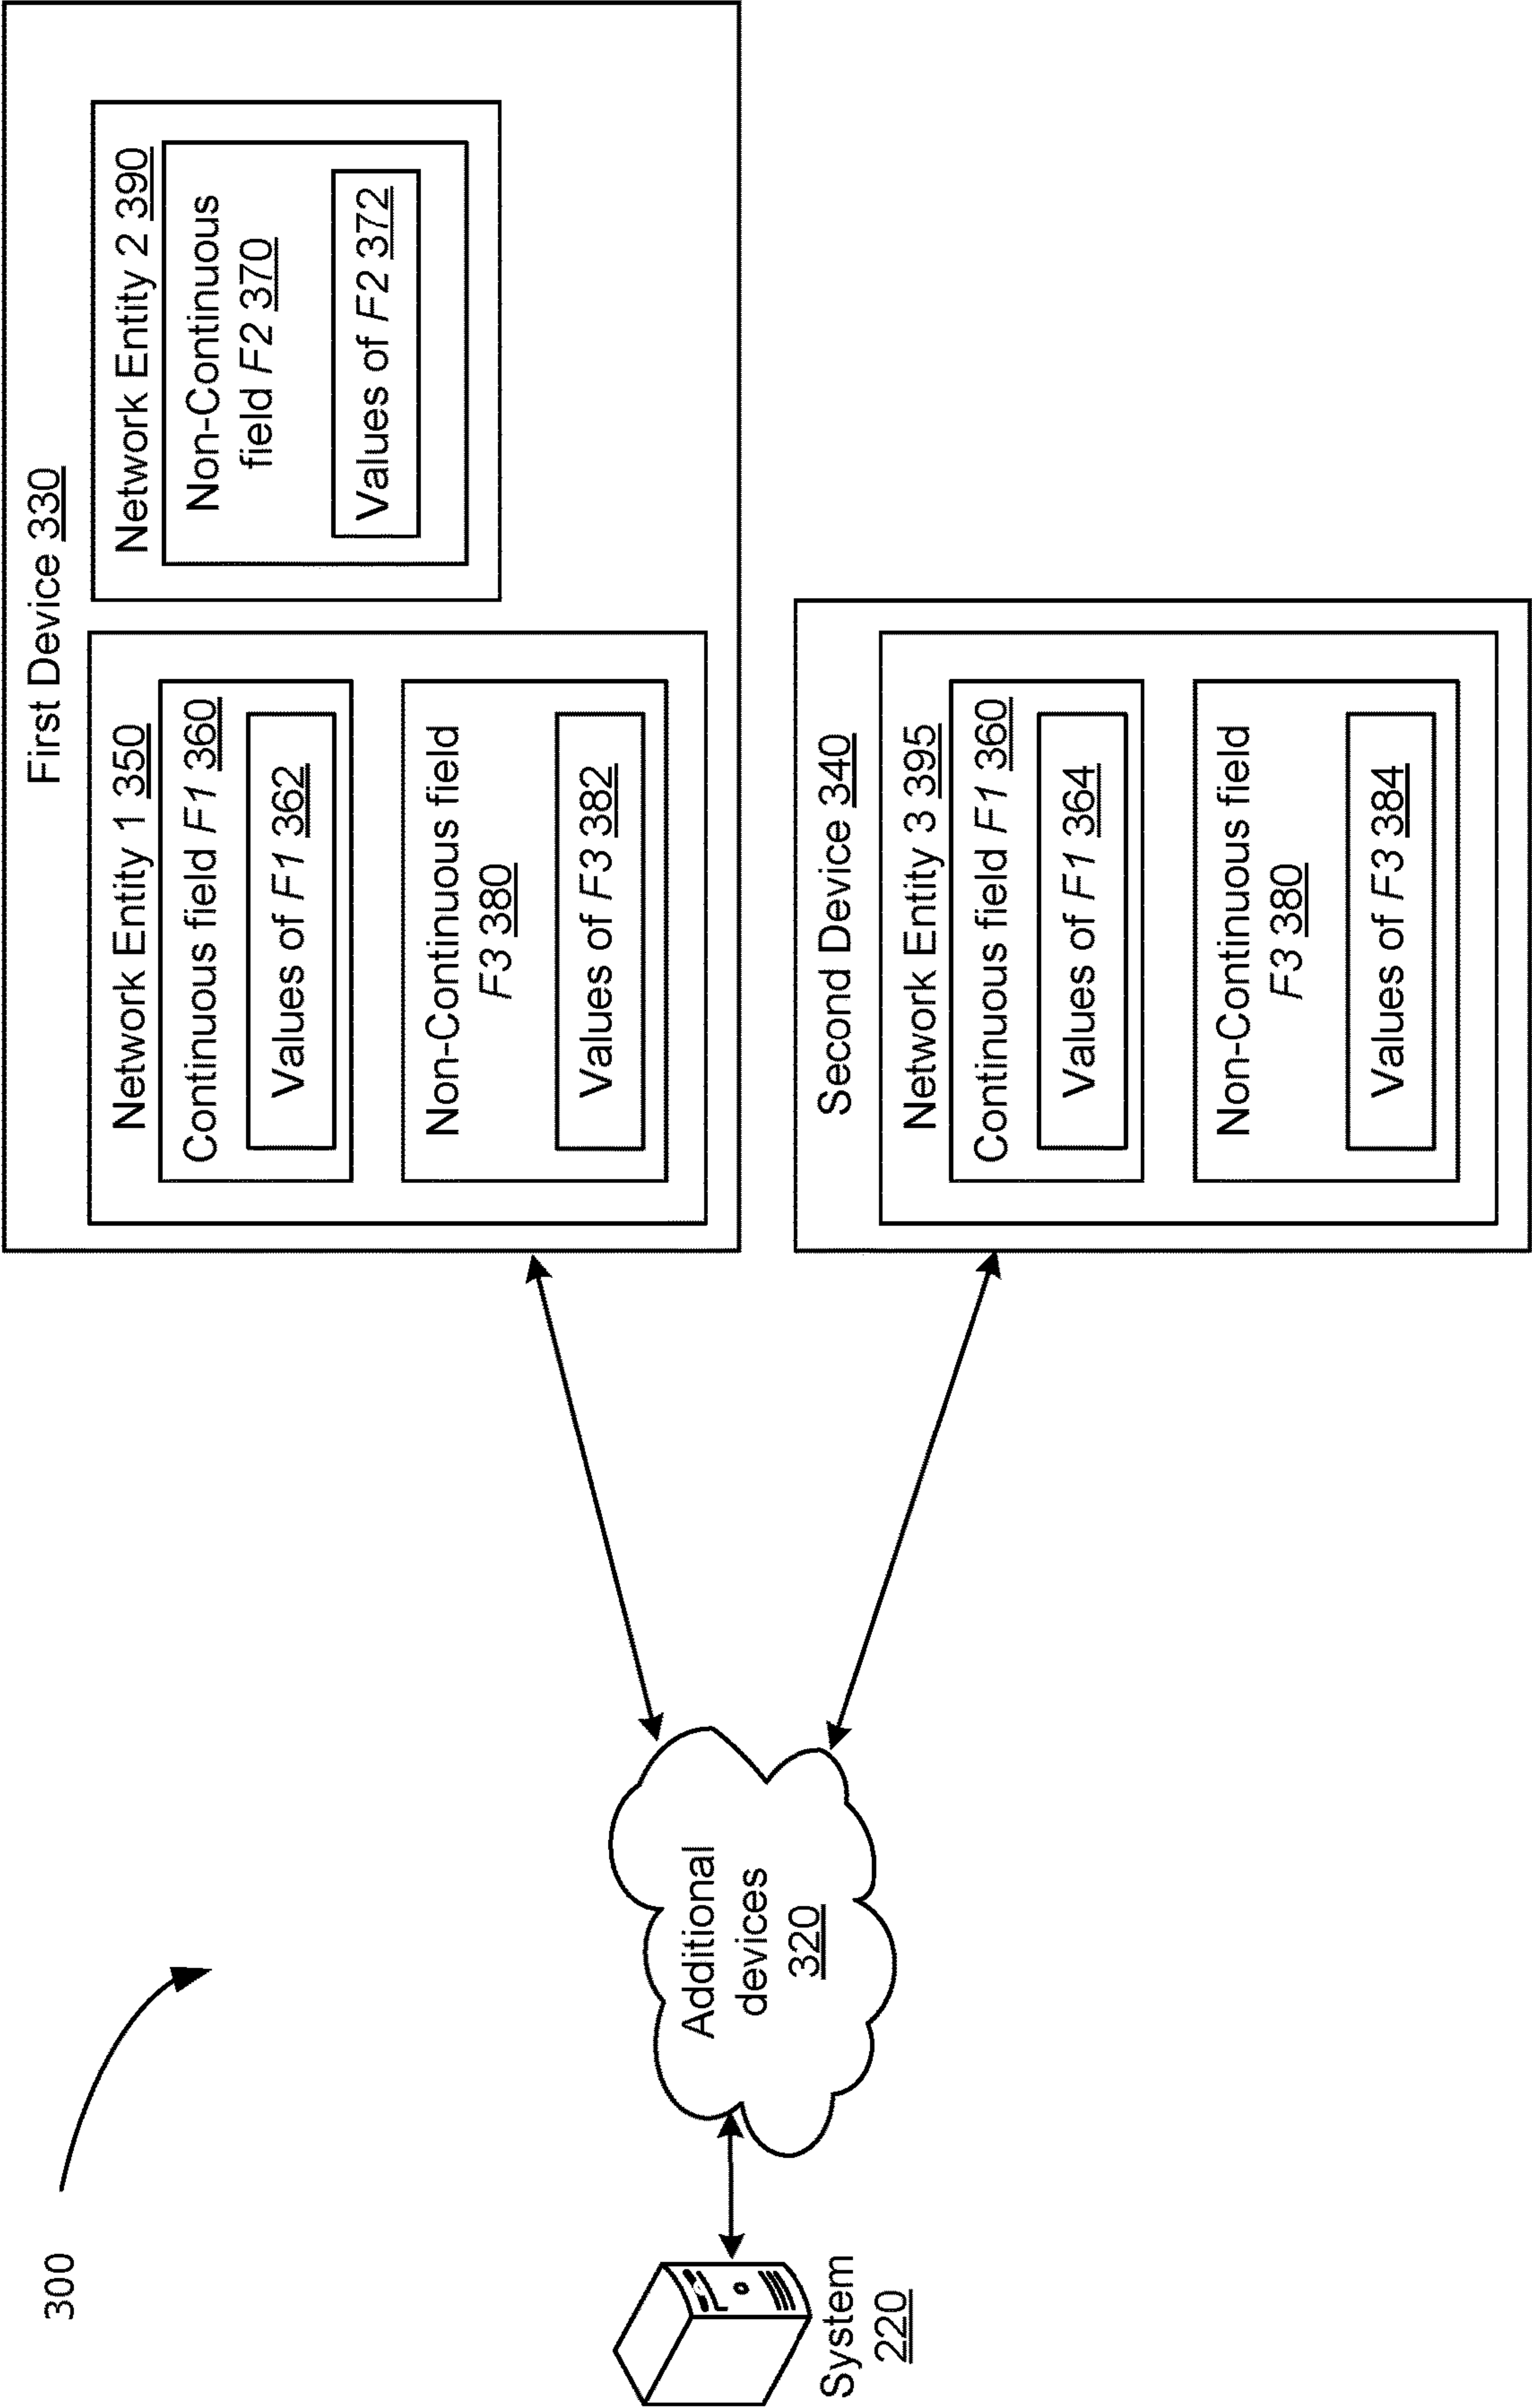 300
System
220
Additional
devices
320
First Device 330
Network Entity 1 350
Continuous field F1 360
Values of F1 362
Non-Continuous field
F3 380
Values of F3 382
Network Entity 2 390
Non-Continuous
field F2 370
Values of F2 372
Second Device 340
Network Entity 3 395
Continuous field F1 360
Values of F1 364
Non-Continuous field
F3 380
Values of F3 384